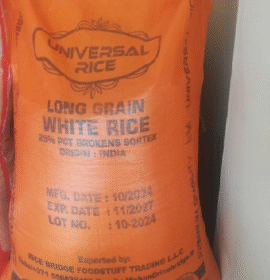 UNIVERSAL
RICE
LONG GRAIN
WHITE RICE
25% PCT BROKENS SORTEX
ORIGIN : INDIA
MFG. DATE : 10/2024
EXP. DATE : 11/2027
LOT NO. : 10-2024
Exported by:
RICE BRIDGE FOODSTUFF TRADING L.L.C